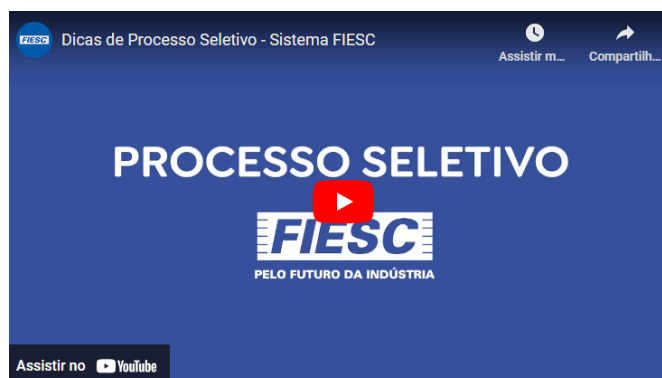 FIESC
Dicas de Processo Seletivo - Sistema FIESC
Assistir m...
Compartilh...
PROCESSO SELETIVO
FIESC
PELO FUTURO DA INDÚSTRIA
Assistir no YouTube